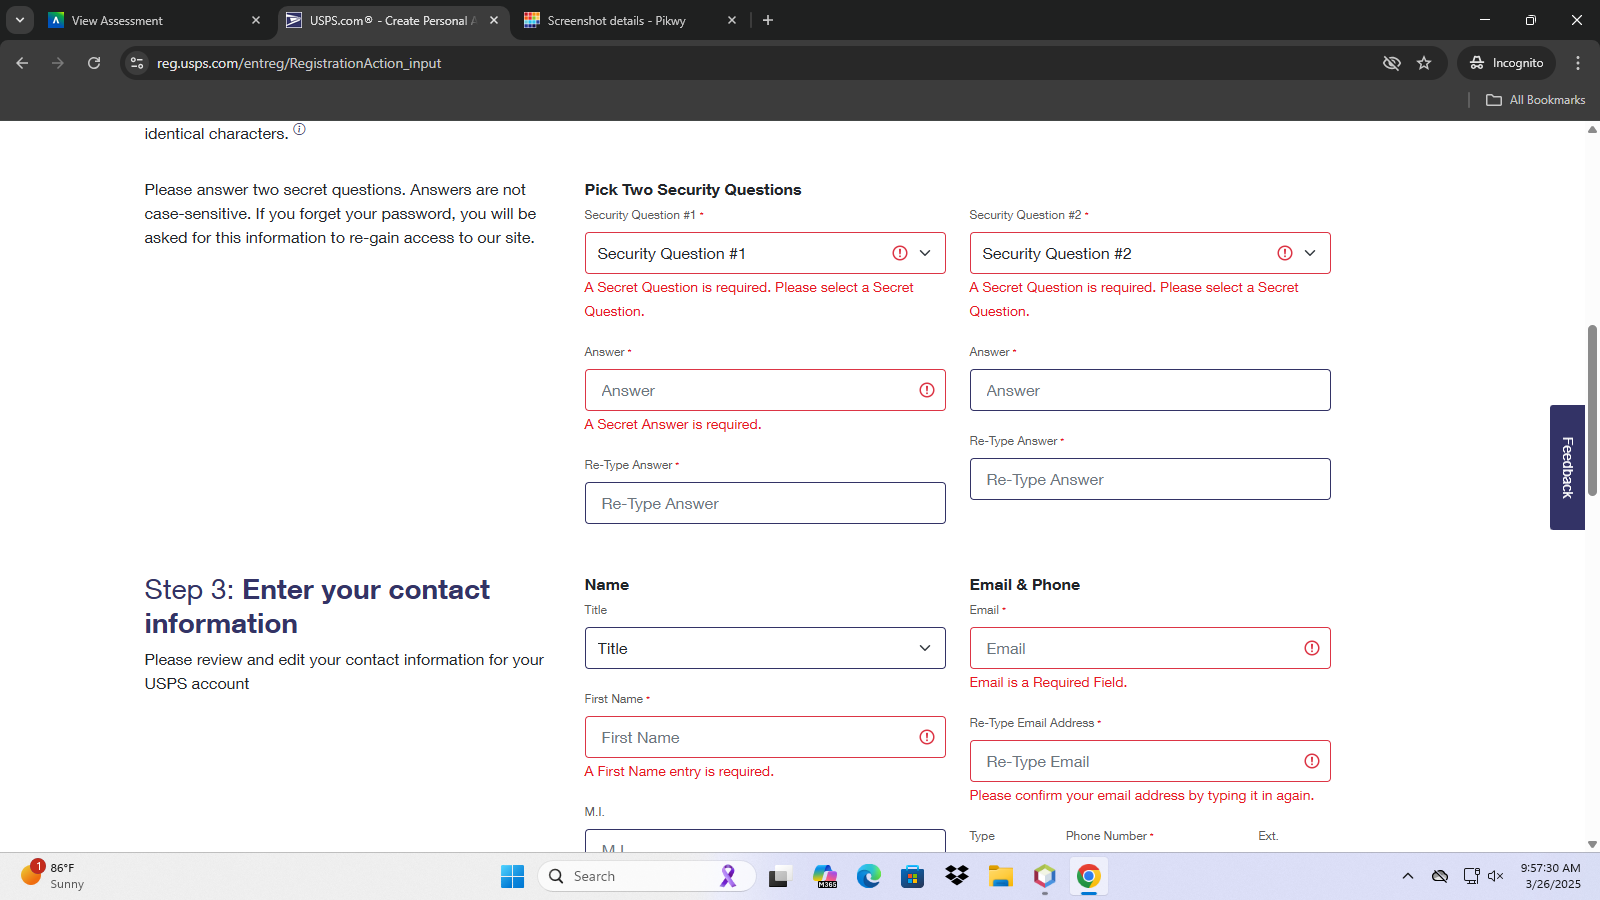 View Assessment
USPS.com® - Create Personal A
Screenshot details - Pikwy
reg.usps.com/entreg/RegistrationAction_input
Incognito
All Bookmarks
identical characters.
Please answer two secret questions. Answers are not
case-sensitive. If you forget your password, you will be
asked for this information to re-gain access to our site.
Pick Two Security Questions
Security Question #1 *
Security Question #2 *
Security Question #1
Security Question #2
A Secret Question is required. Please select a Secret
Question.
A Secret Question is required. Please select a Secret
Question.
Answer *
Answer *
Answer
Answer
A Secret Answer is required.
Re-Type Answer *
Re-Type Answer
Re-Type Answer *
Re-Type Answer
Feedback
Step 3: Enter your contact
information
Please review and edit your contact information for your
USPS account
Name
Title
Title
First Name *
First Name
A First Name entry is required.
M.I.
M.I.
Email & Phone
Email *
Email
Email is a Required Field.
Re-Type Email Address *
Re-Type Email
Please confirm your email address by typing it in again.
Type
Phone Number *
Ext.
1
86°F
Sunny
Search
M365
9:57:30 AM
3/26/2025